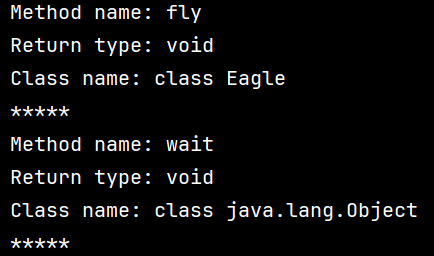 Method name: fly
Return type: void
Class name: class Eagle
*****
Method name: wait
Return type: void
Class name: class java.lang.Object
*****